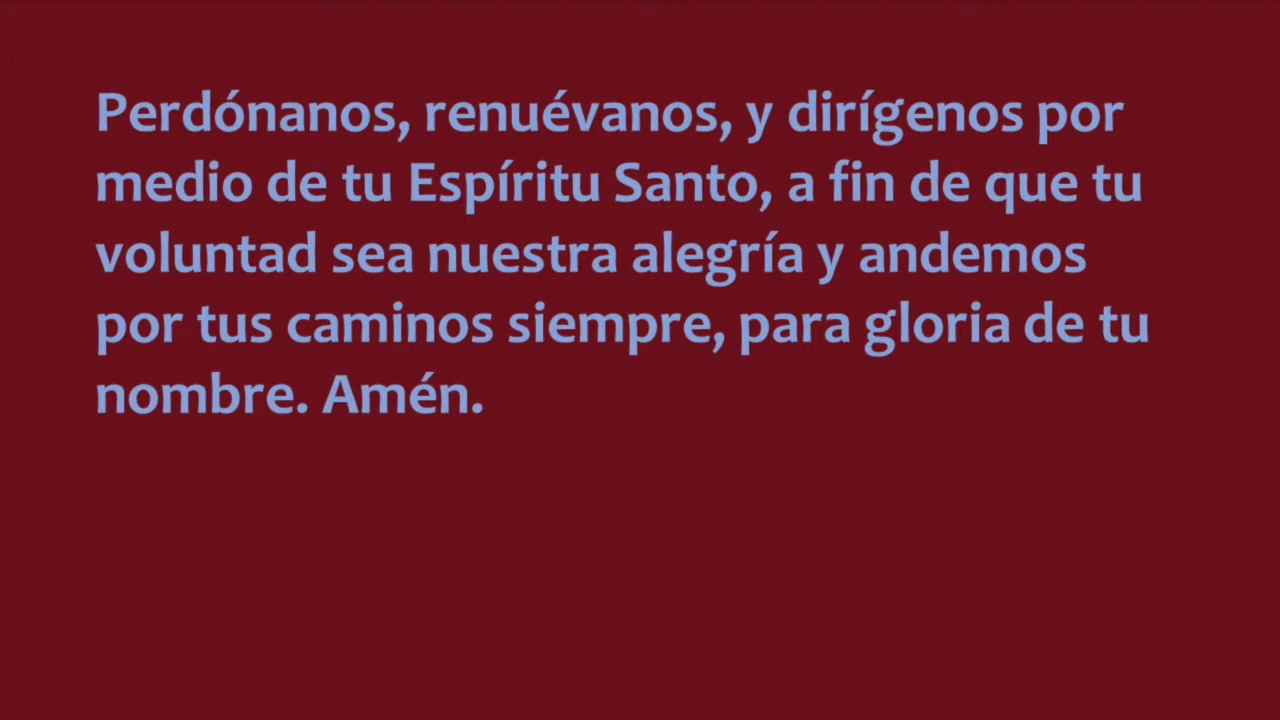 Perdónanos, renuévanos, y dirígenos por
medio de tu Espíritu Santo, a fin de que tu
voluntad sea nuestra alegría y andemos
por tus caminos siempre, para gloria de tu
nombre. Amén.